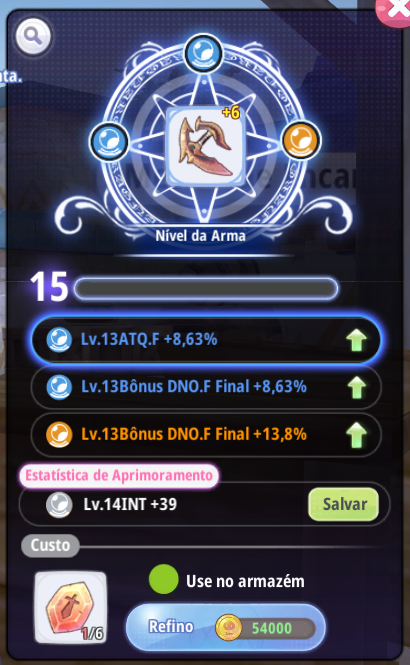 ta.
+6
Nível da Arma
15
Lv.13ATQ.F +8,63%
Lv.13Bônus DNO.F Final +8,63%
Lv.13Bônus DNO.F Final +13,8%
Estatística de Aprimoramento
Lv.14INT +39
Salvar
Custo
1/6
Use no armazém
Refino 54000